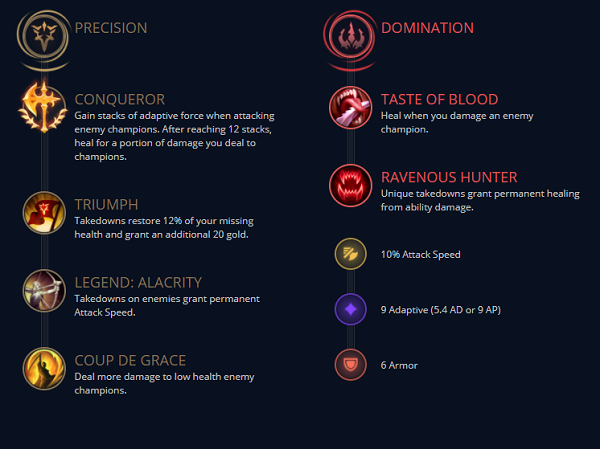 PRECISION
CONQUEROR
Gain stacks of adaptive force when attacking
enemy champions. After reaching 12 stacks,
heal for a portion of damage you deal to
champions.
TRIUMPH
Takedowns restore 12% of your missing
health and grant an additional 20 gold.
LEGEND: ALACRITY
Takedowns on enemies grant permanent
Attack Speed.
COUP DE GRACE
Deal more damage to low health enemy
champions.
DOMINATION
TASTE OF BLOOD
Heal when you damage an enemy
champion.
RAVENOUS HUNTER
Unique takedowns grant permanent healing
from ability damage.
10% Attack Speed
9 Adaptive (5.4 AD or 9 AP)
6 Armor